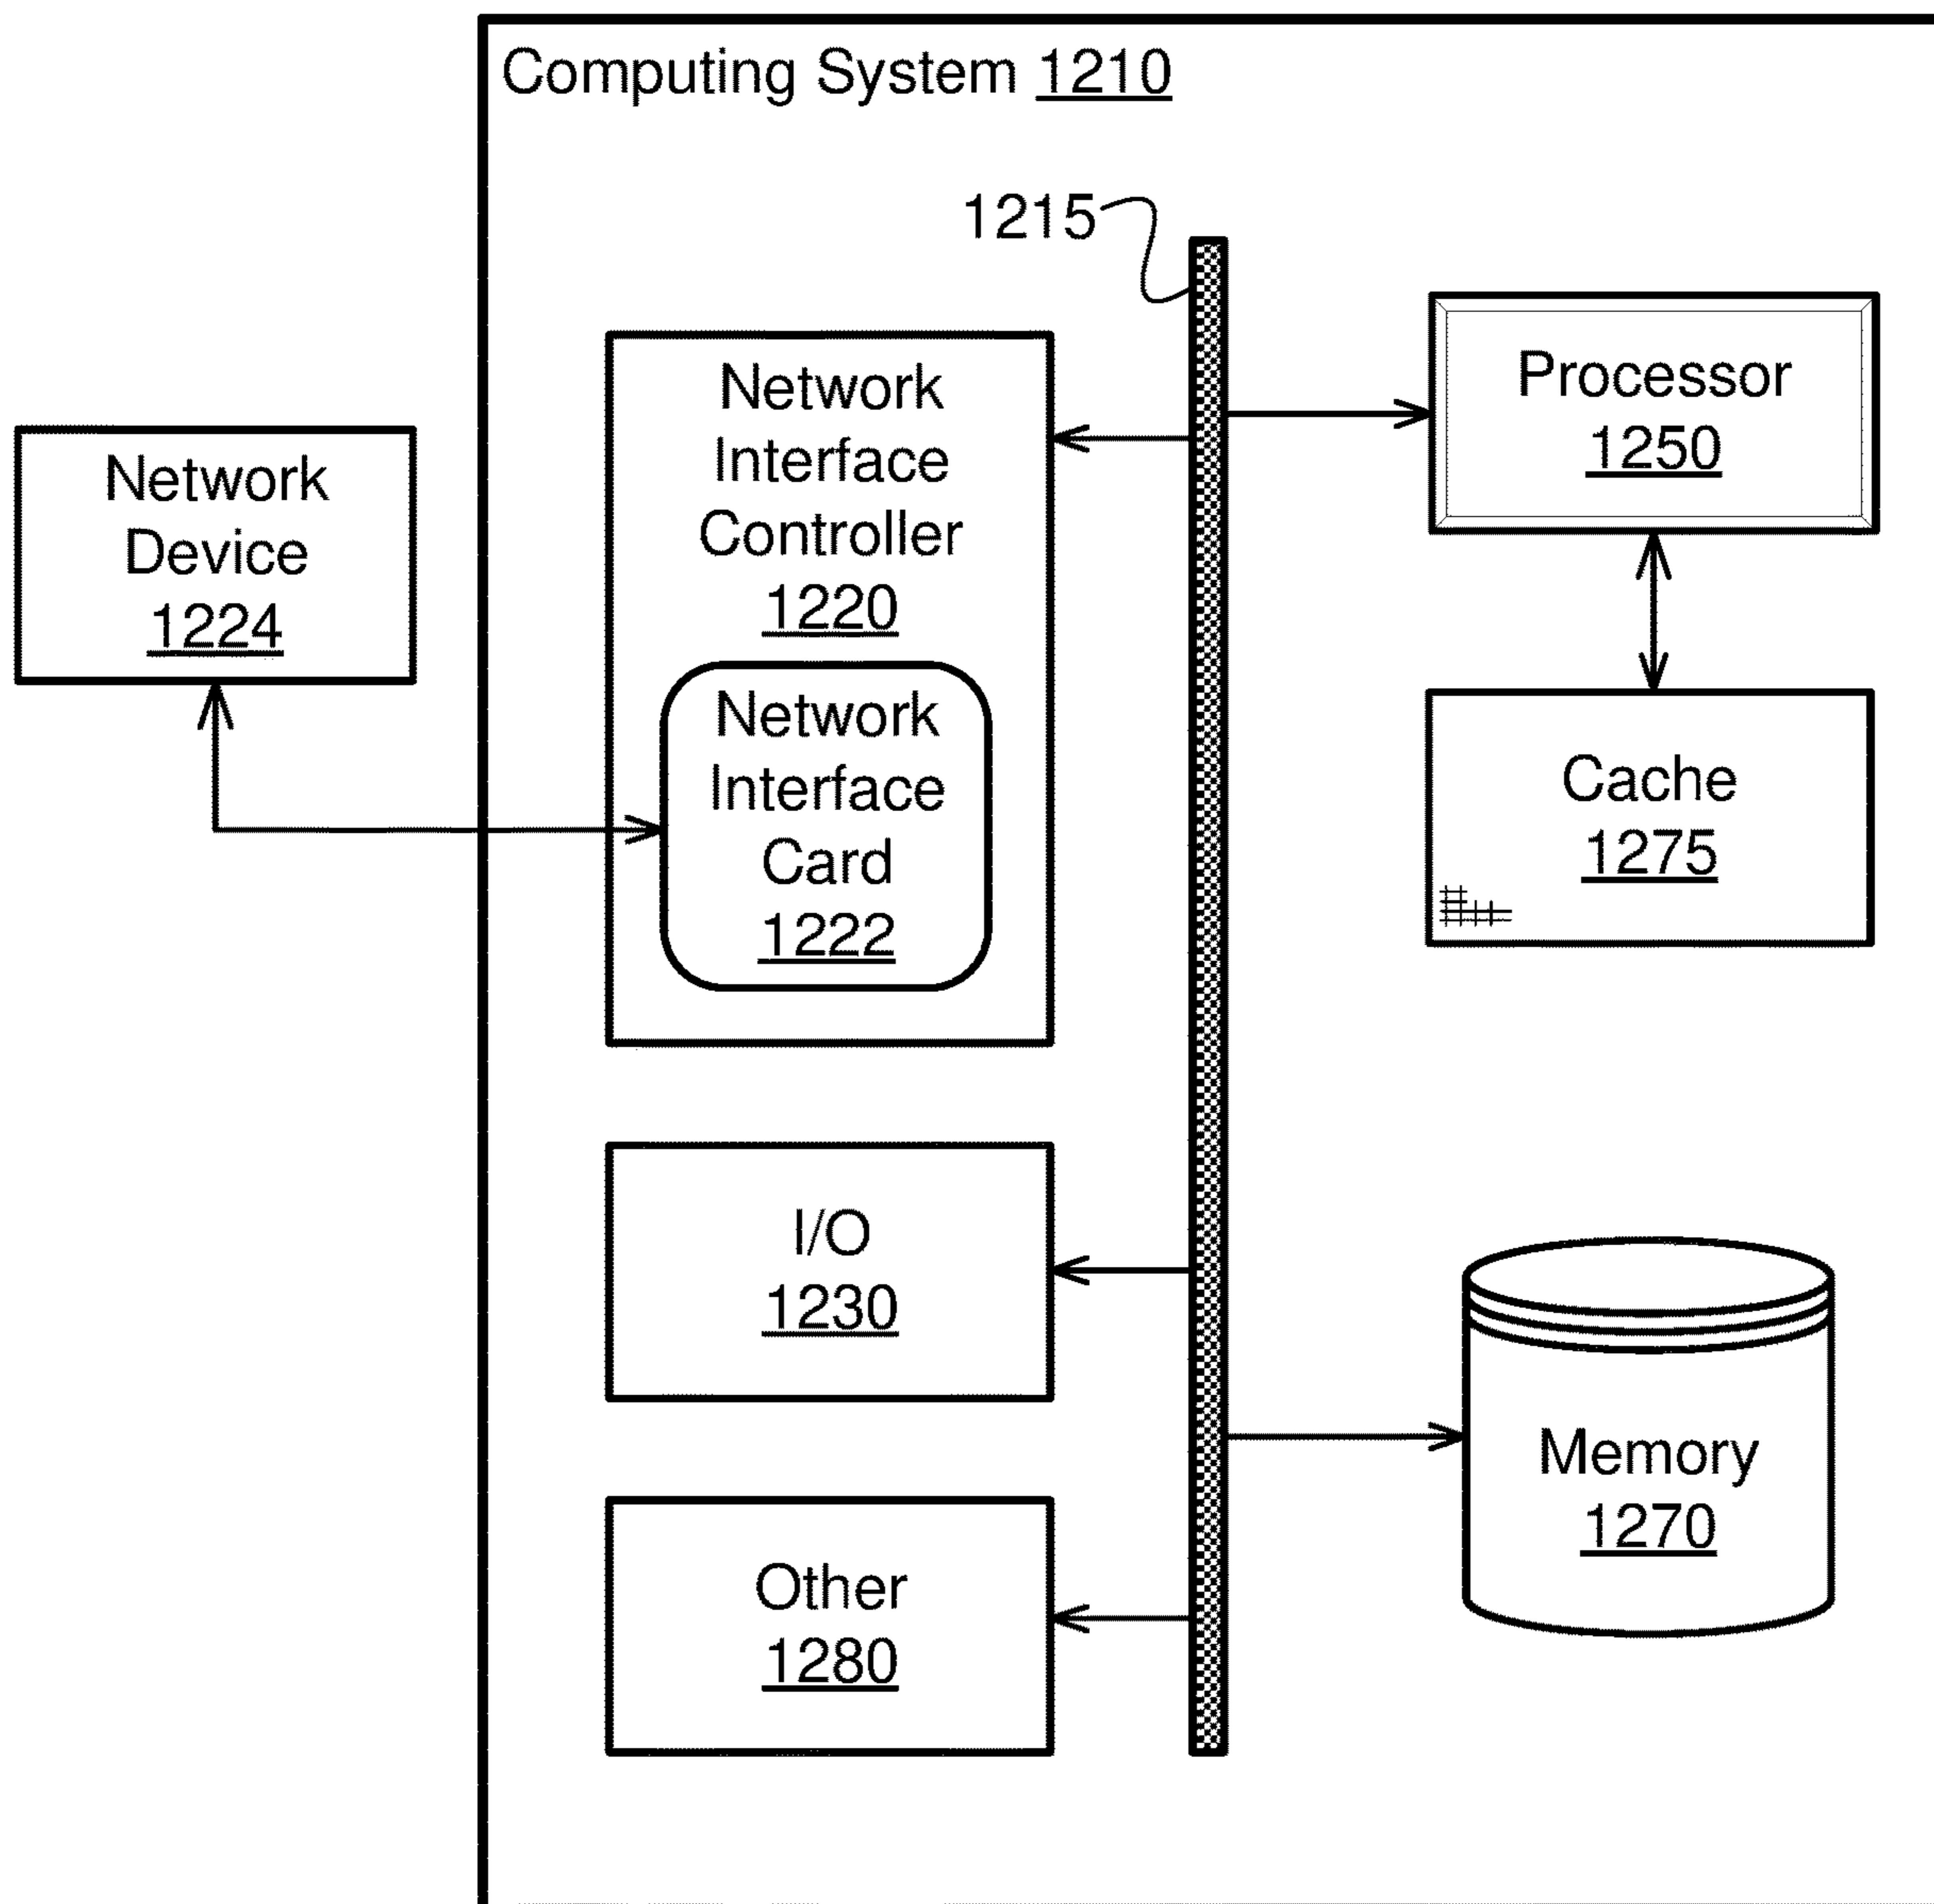 Computing System 1210
1215
Network
Interface
Controller
1220
Network
Interface
Card
1222
Network
Device
1224
Processor
1250
Cache
1275
I/O
1230
Memory
1270
Other
1280